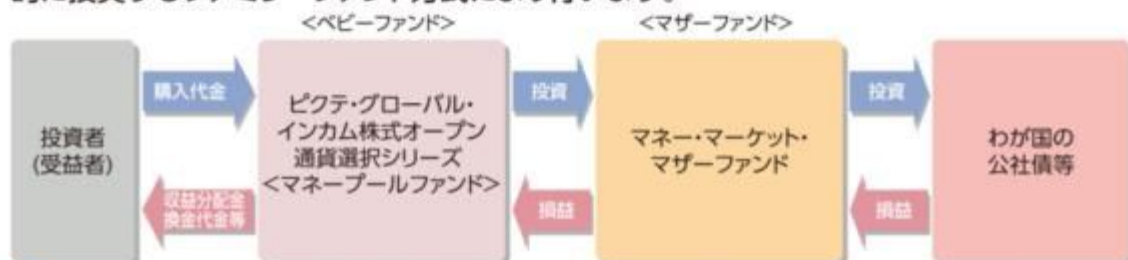 ＜ベビーファンド＞
＜マザーファンド＞
投資者
(受益者)
購入代金
収益分配金
換金代金等
ピクテ・グローバル・
インカム株式オープン
通貨選択シリーズ
＜マネープールファンド＞
投資
損益
マネー・マーケット・
マザーファンド
投資
損益
わが国の
公社債等